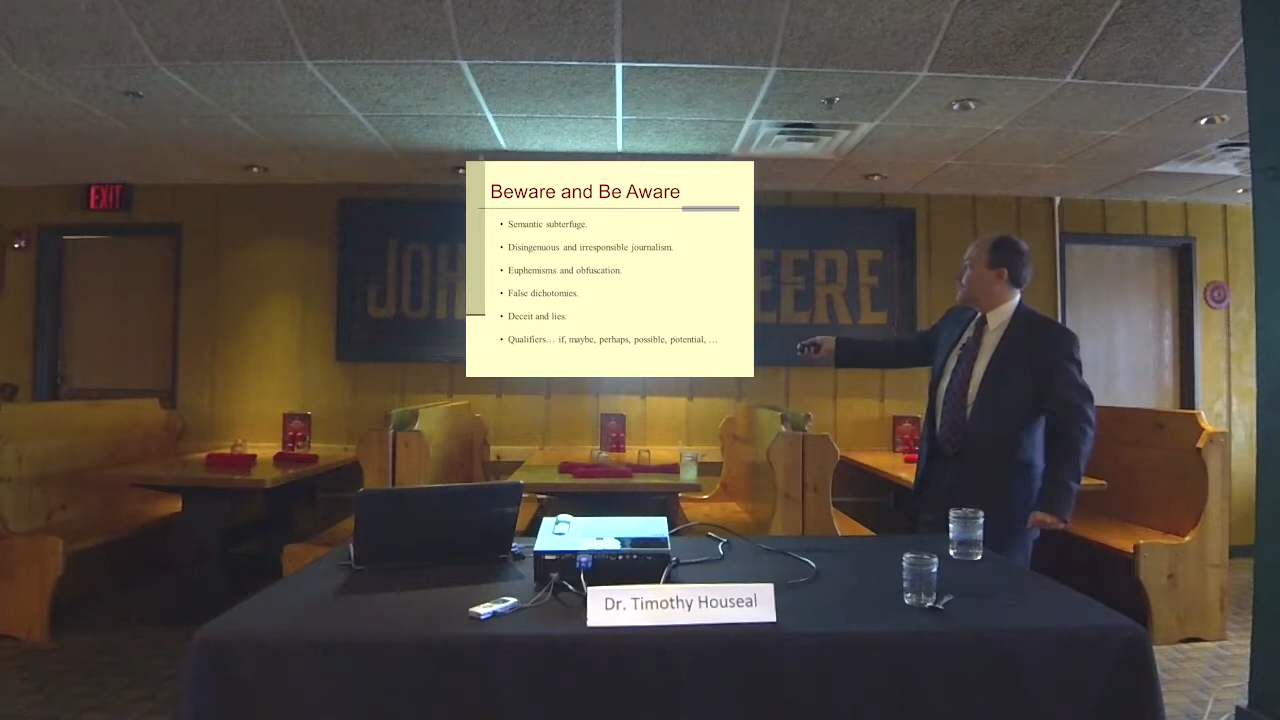 EXIT
JOH
EERE
Beware and Be Aware
• Semantic subterfuge.
• Disingenuous and irresponsible journalism.
• Euphemisms and obfuscation.
• False dichotomies.
• Deceit and lies.
• Qualifiers… if, maybe, perhaps, possible, potential, …
Dr. Timothy Houseal